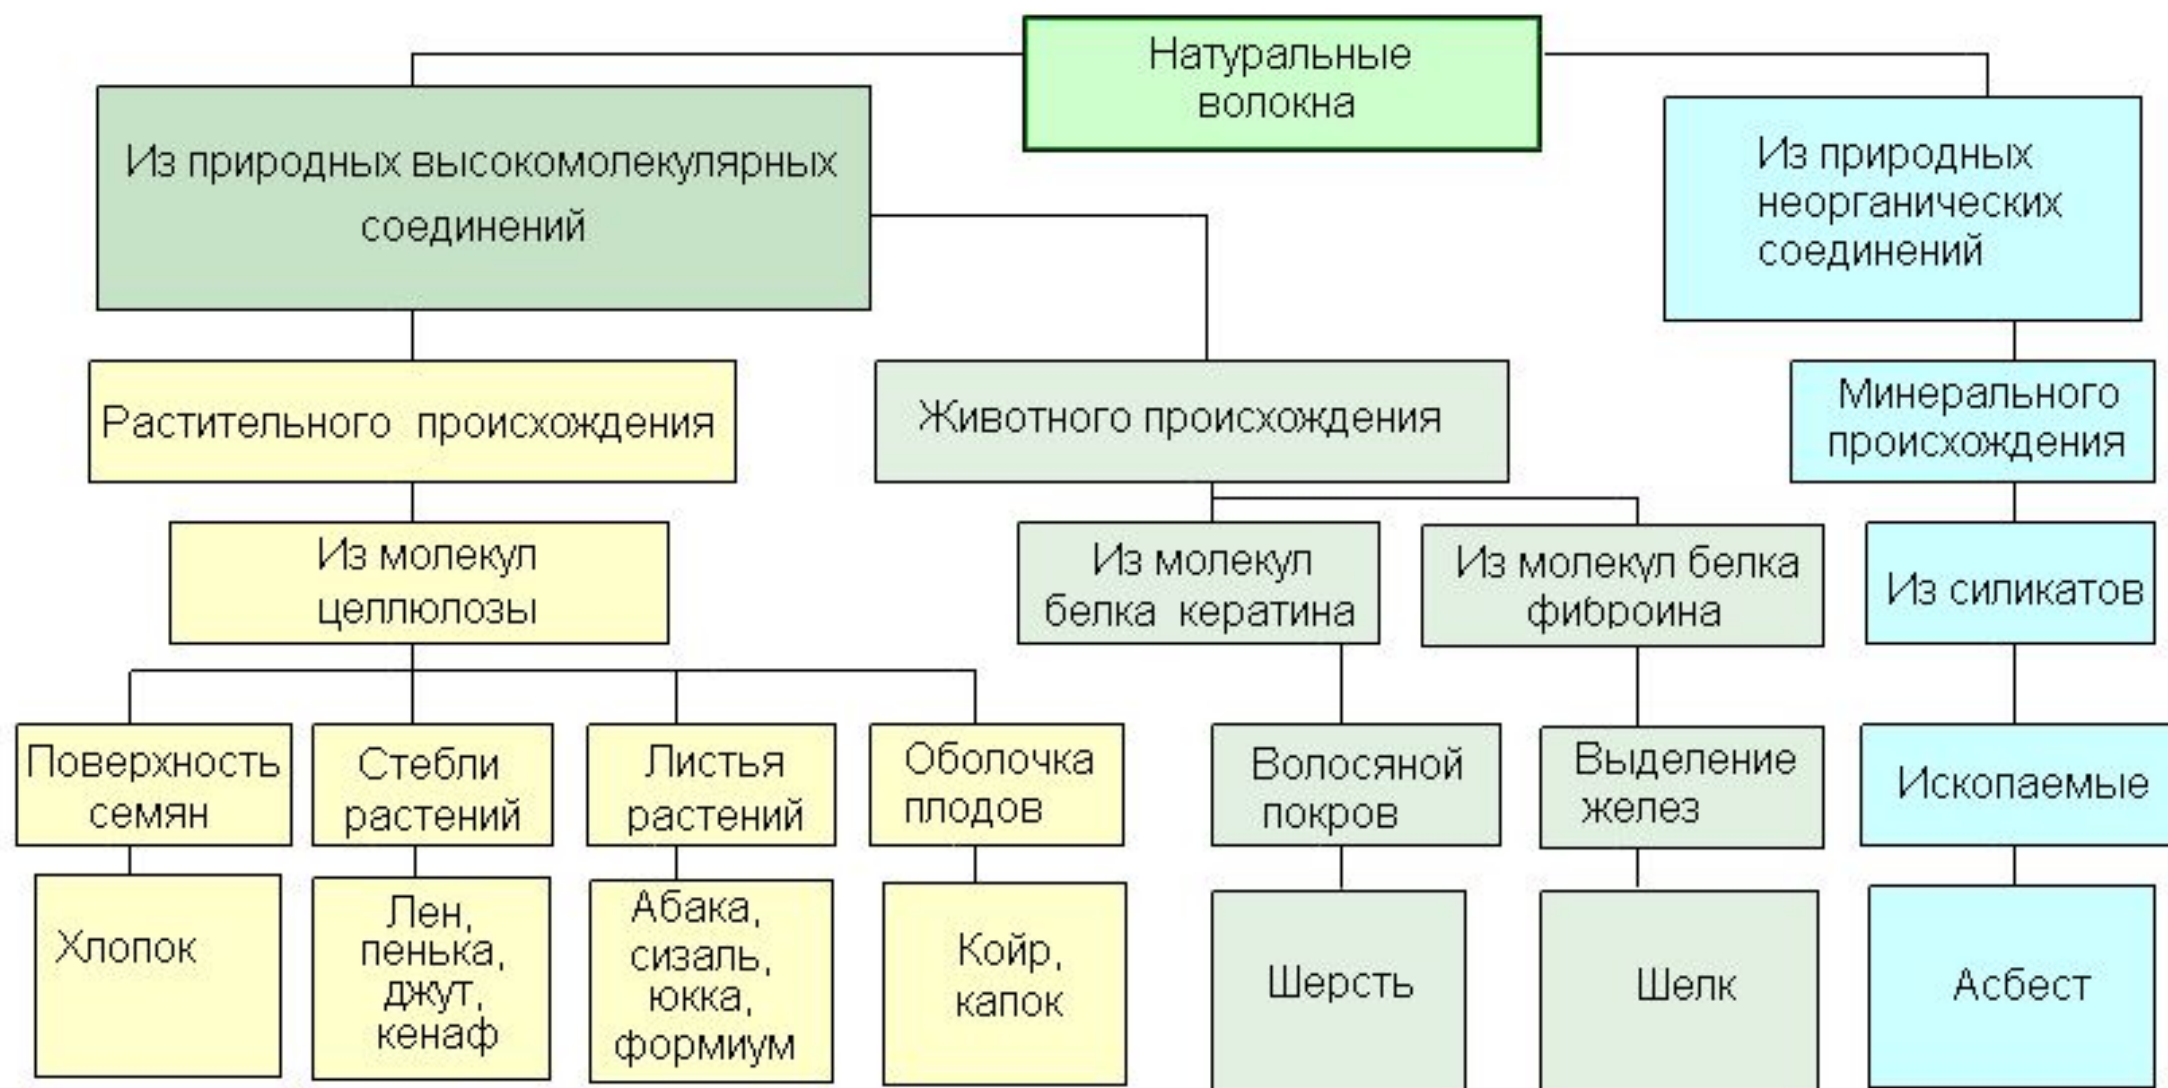 Натуральные
волокна
Из природных высокомолекулярных
соединений
Из природных
неорганических
соединений
Растительного происхождения
Животного происхождения
Минерального
происхождения
Из молекул
целлюлозы
Из молекул
белка кератина
Из молекул белка
фиброина
Из силикатов
Поверхность
семян
Стебли
растений
Листья
растений
Оболочка
плодов
Волосяной
покров
Выделение
желез
Ископаемые
Хлопок
Лен,
пенька,
джут,
кенаф
Абака,
сизаль,
юкка,
формиум
Койр,
капок
Шерсть
Шелк
Асбест